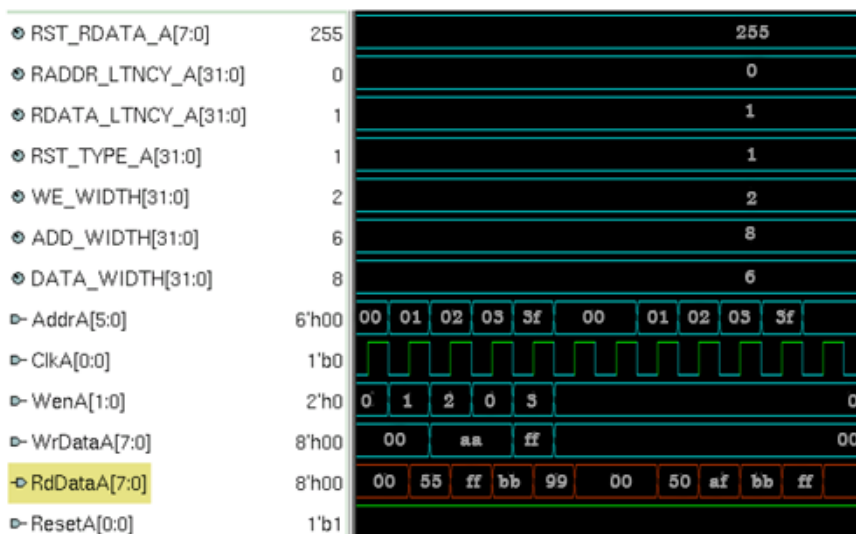 RST_RDATA_A[7:0] 255 255
RADDR_LTNCY_A[31:0] 0 0
RDATA_LTNCY_A[31:0] 1 1
RST_TYPE_A[31:0] 1 1
WE_WIDTH[31:0] 2 2
ADD_WIDTH[31:0] 6 8
DATA_WIDTH[31:0] 8 6
AddrA[5:0] 6'h00 00 01 02 03 3f 00 01 02 03 3f
ClkA[0:0] 1'b0
WenA[1:0] 2'h0 0 1 2 0 3 0
WrDataA[7:0] 8'h00 00 aa ff 00
RdDataA[7:0] 8'h00 00 55 ff bb 99 00 50 af bb ff
ResetA[0:0] 1'b1